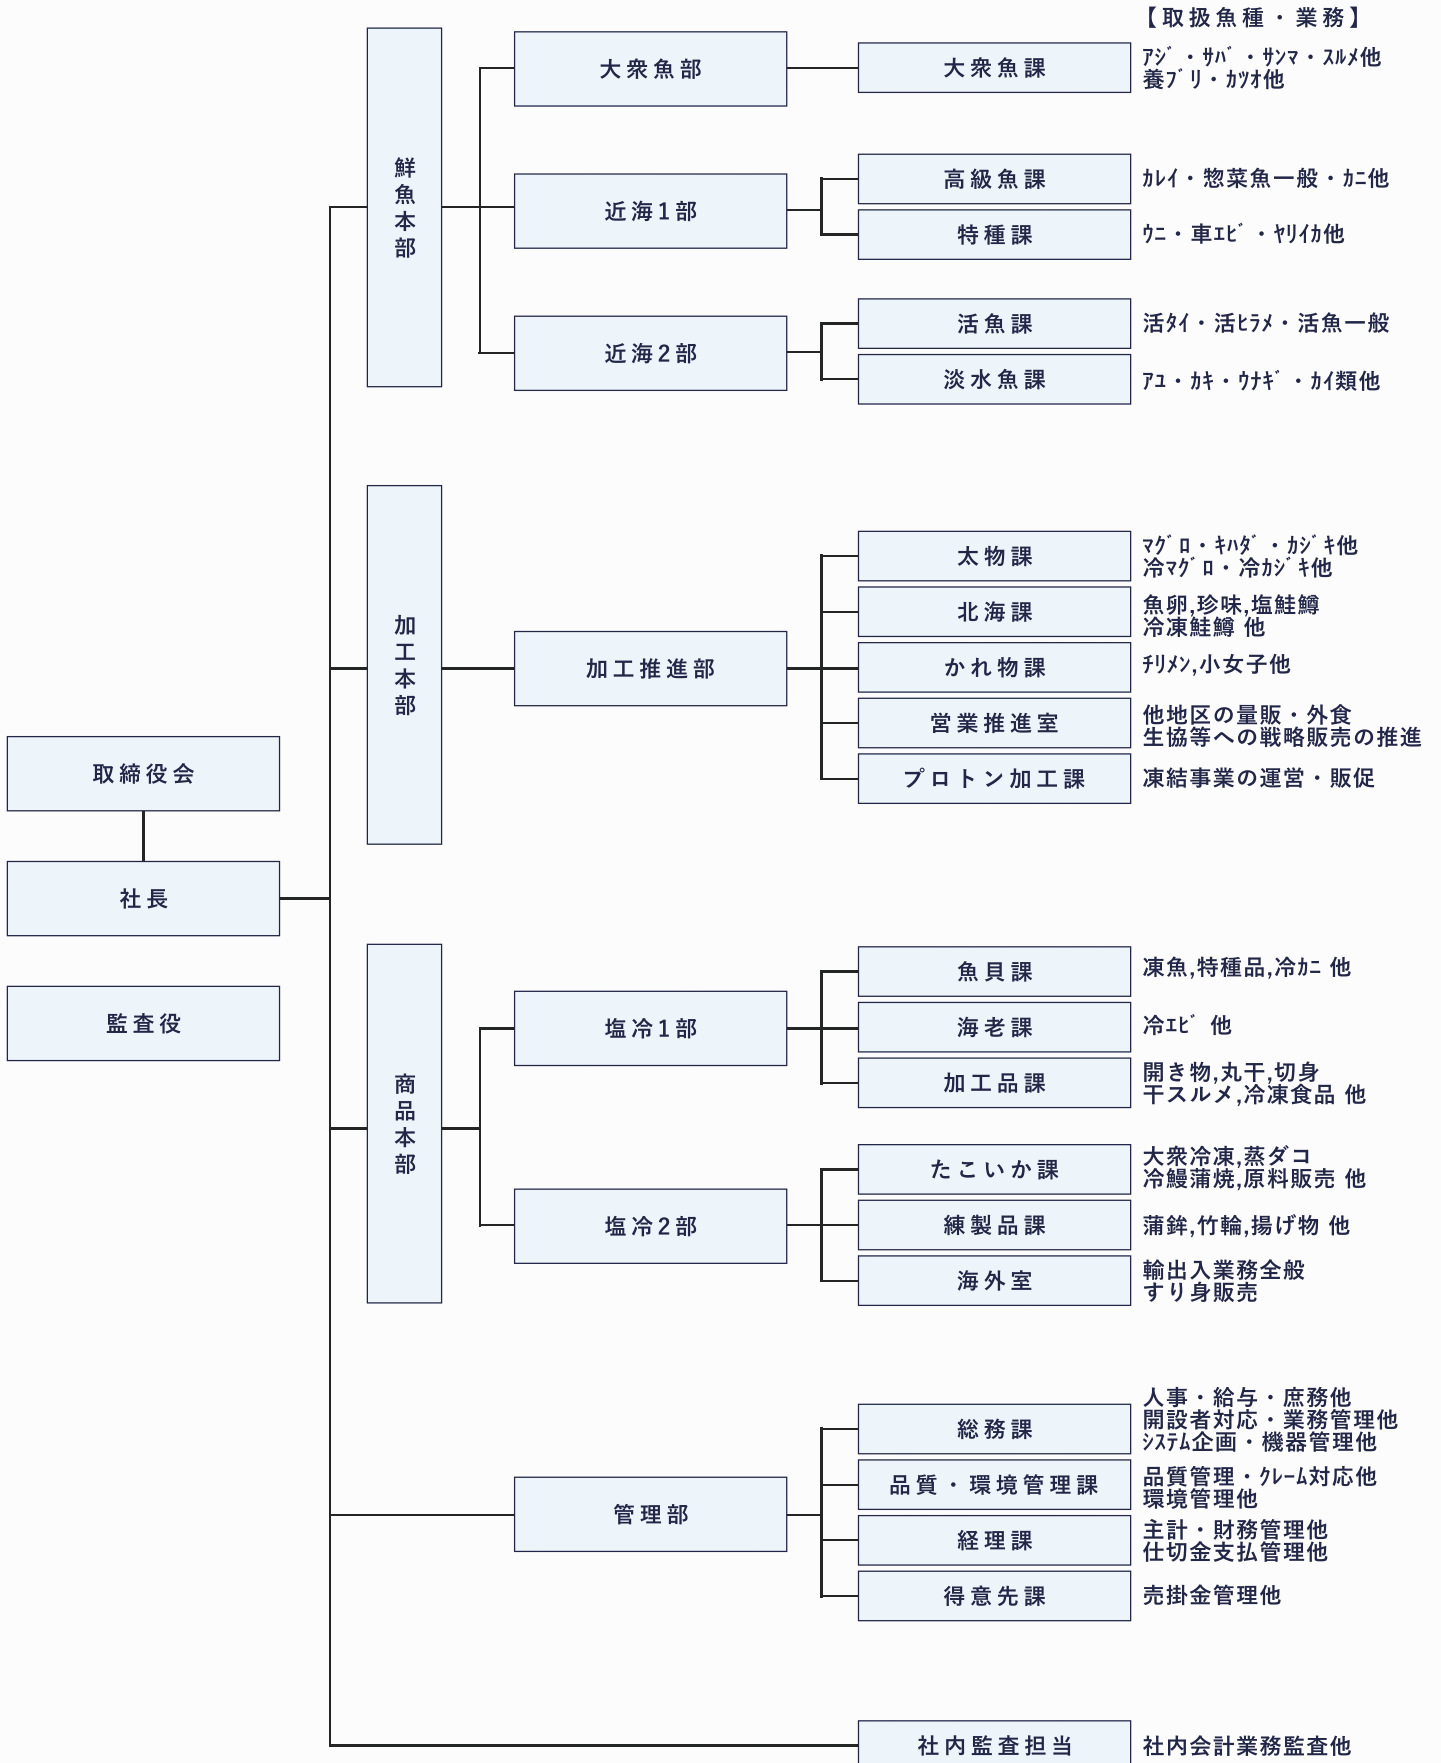 【取扱魚種・業務】
大衆魚部
大衆魚課
ｱｼﾞ・ｻﾊﾞ・ｻﾝﾏ・ｽﾙﾒ他
養ﾌﾞﾘ・ｶﾂｵ他
鮮魚本部
近海1部
高級魚課
ｶﾚｲ・惣菜魚一般・ｶﾆ他
特種課
ｳﾆ・車ｴﾋﾞ・ﾔﾘｲｶ他
近海2部
活魚課
活ﾀｲ・活ﾋﾗﾒ・活魚一般
淡水魚課
ｱﾕ・ｶｷ・ｳﾅｷﾞ・ｶｲ類他
加工本部
加工推進部
太物課
ﾏｸﾞﾛ・ｷﾊﾀﾞ・ｶｼﾞｷ他
冷ﾏｸﾞﾛ・冷ｶｼﾞｷ他
北海課
魚卵,珍味,塩鮭鱒
冷凍鮭鱒 他
かれ物課
ﾁﾘﾒﾝ,小女子他
営業推進室
他地区の量販・外食
生協等への戦略販売の推進
プロトン加工課
凍結事業の運営・販促
取締役会
社長
監査役
商品本部
塩冷1部
魚貝課
凍魚,特種品,冷ｶﾆ 他
海老課
冷ｴﾋﾞ 他
加工品課
開き物,丸干,切身
干スルメ,冷凍食品 他
塩冷2部
たこいか課
大衆冷凍,蒸ダコ
冷鰻蒲焼,原料販売 他
練製品課
蒲鉾,竹輪,揚げ物 他
海外室
輸出入業務全般
すり身販売
管理部
総務課
人事・給与・庶務他
開設者対応・業務管理他
ｼｽﾃﾑ企画・機器管理他
品質・環境管理課
品質管理・ｸﾚｰﾑ対応他
環境管理他
経理課
主計・財務管理他
仕切金支払管理他
得意先課
売掛金管理他
社内監査担当
社内会計業務監査他